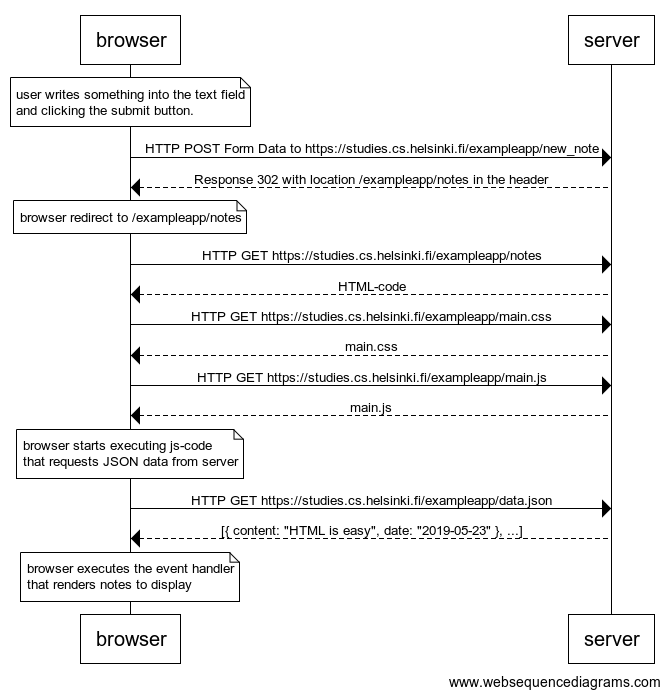 browser
server
user writes something into the text field
and clicking the submit button.
HTTP POST Form Data to https://studies.cs.helsinki.fi/exampleapp/new_note
Response 302 with location /exampleapp/notes in the header
browser redirect to /exampleapp/notes
HTTP GET https://studies.cs.helsinki.fi/exampleapp/notes
HTML-code
HTTP GET https://studies.cs.helsinki.fi/exampleapp/main.css
main.css
HTTP GET https://studies.cs.helsinki.fi/exampleapp/main.js
main.js
browser starts executing js-code
that requests JSON data from server
HTTP GET https://studies.cs.helsinki.fi/exampleapp/data.json
[{ content: "HTML is easy", date: "2019-05-23" }, ...]
browser executes the event handler
that renders notes to display
browser
server
www.websequencediagrams.com